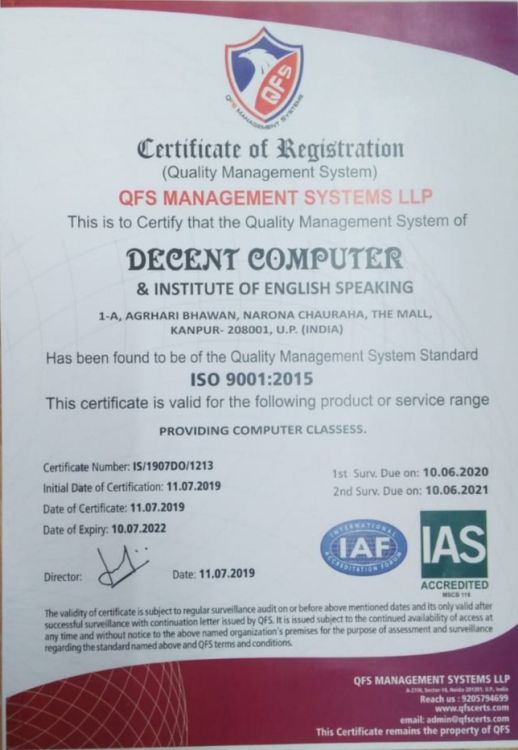 QFS
QFS MANAGEMENT SYSTEMS
Certificate of Registration
(Quality Management System)
QFS MANAGEMENT SYSTEMS LLP
This is to Certify that the Quality Management System of
DECENT COMPUTER
& INSTITUTE OF ENGLISH SPEAKING
1-A, AGRHARI BHAWAN, NARONA CHAURAHA, THE MALL,
KANPUR- 208001, U.P. (INDIA)
Has been found to be of the Quality Management System Standard
ISO 9001:2015
This certificate is valid for the following product or service range
PROVIDING COMPUTER CLASSESS.
Certificate Number: IS/1907DO/1213
Initial Date of Certification: 11.07.2019
Date of Certificate: 11.07.2019
Date of Expiry: 10.07.2022
1st Surv. Due on: 10.06.2020
2nd Surv. Due on: 10.06.2021
INTERNATIONAL
IAF
ACCREDITATION FORUM
IAS
ACCREDITED
MSCB 118
Director:
Date: 11.07.2019
The validity of certificate is subject to regular surveillance audit on or before above mentioned dates and its only valid after
successful surveillance with continuation letter issued by QFS. It is issued subject to the continued availability of access at
any time and without notice to the above named organization's premises for the purpose of assessment and surveillance
regarding the standard named above and QFS terms and conditions.
QFS MANAGEMENT SYSTEMS LLP
Sector-16, Noida-201301, U.P., India
Reach us : 9205794699
www.qfscerts.com
email: admin@qfscerts.com
This Certificate remains the property of QFS